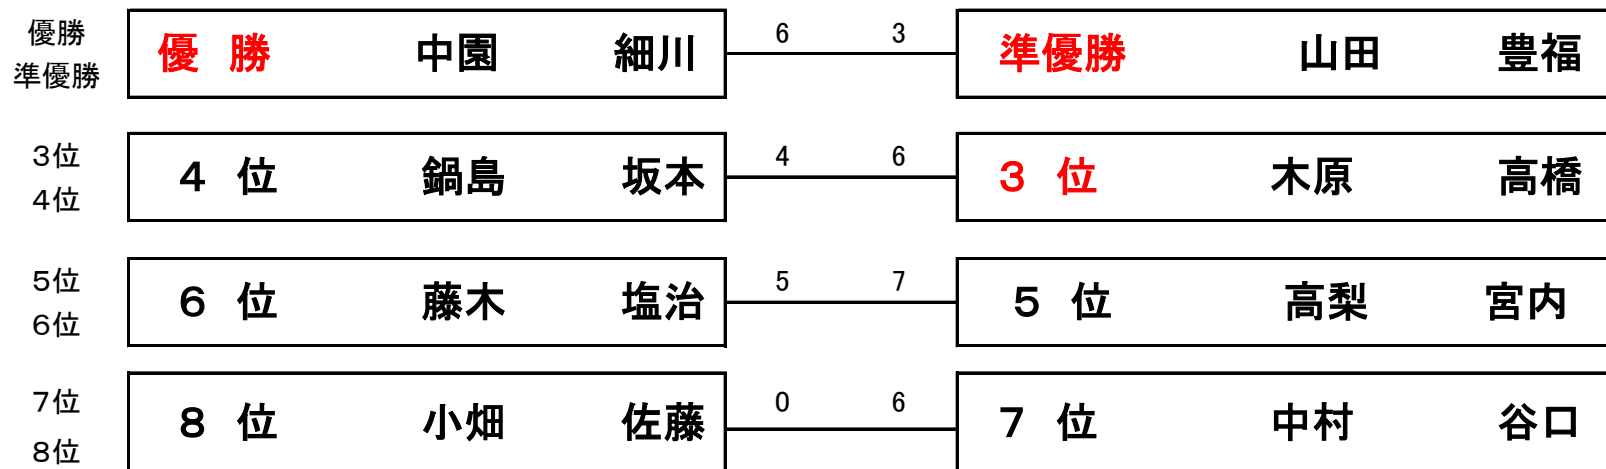 優勝
準優勝
優 勝 中園 細川 6 3 準優勝 山田 豊福
3位
4位
4 位 鍋島 坂本 4 6 3 位 木原 高橋
5位
6位
6 位 藤木 塩治 5 7 5 位 高梨 宮内
7位
8位
8 位 小畑 佐藤 0 6 7 位 中村 谷口